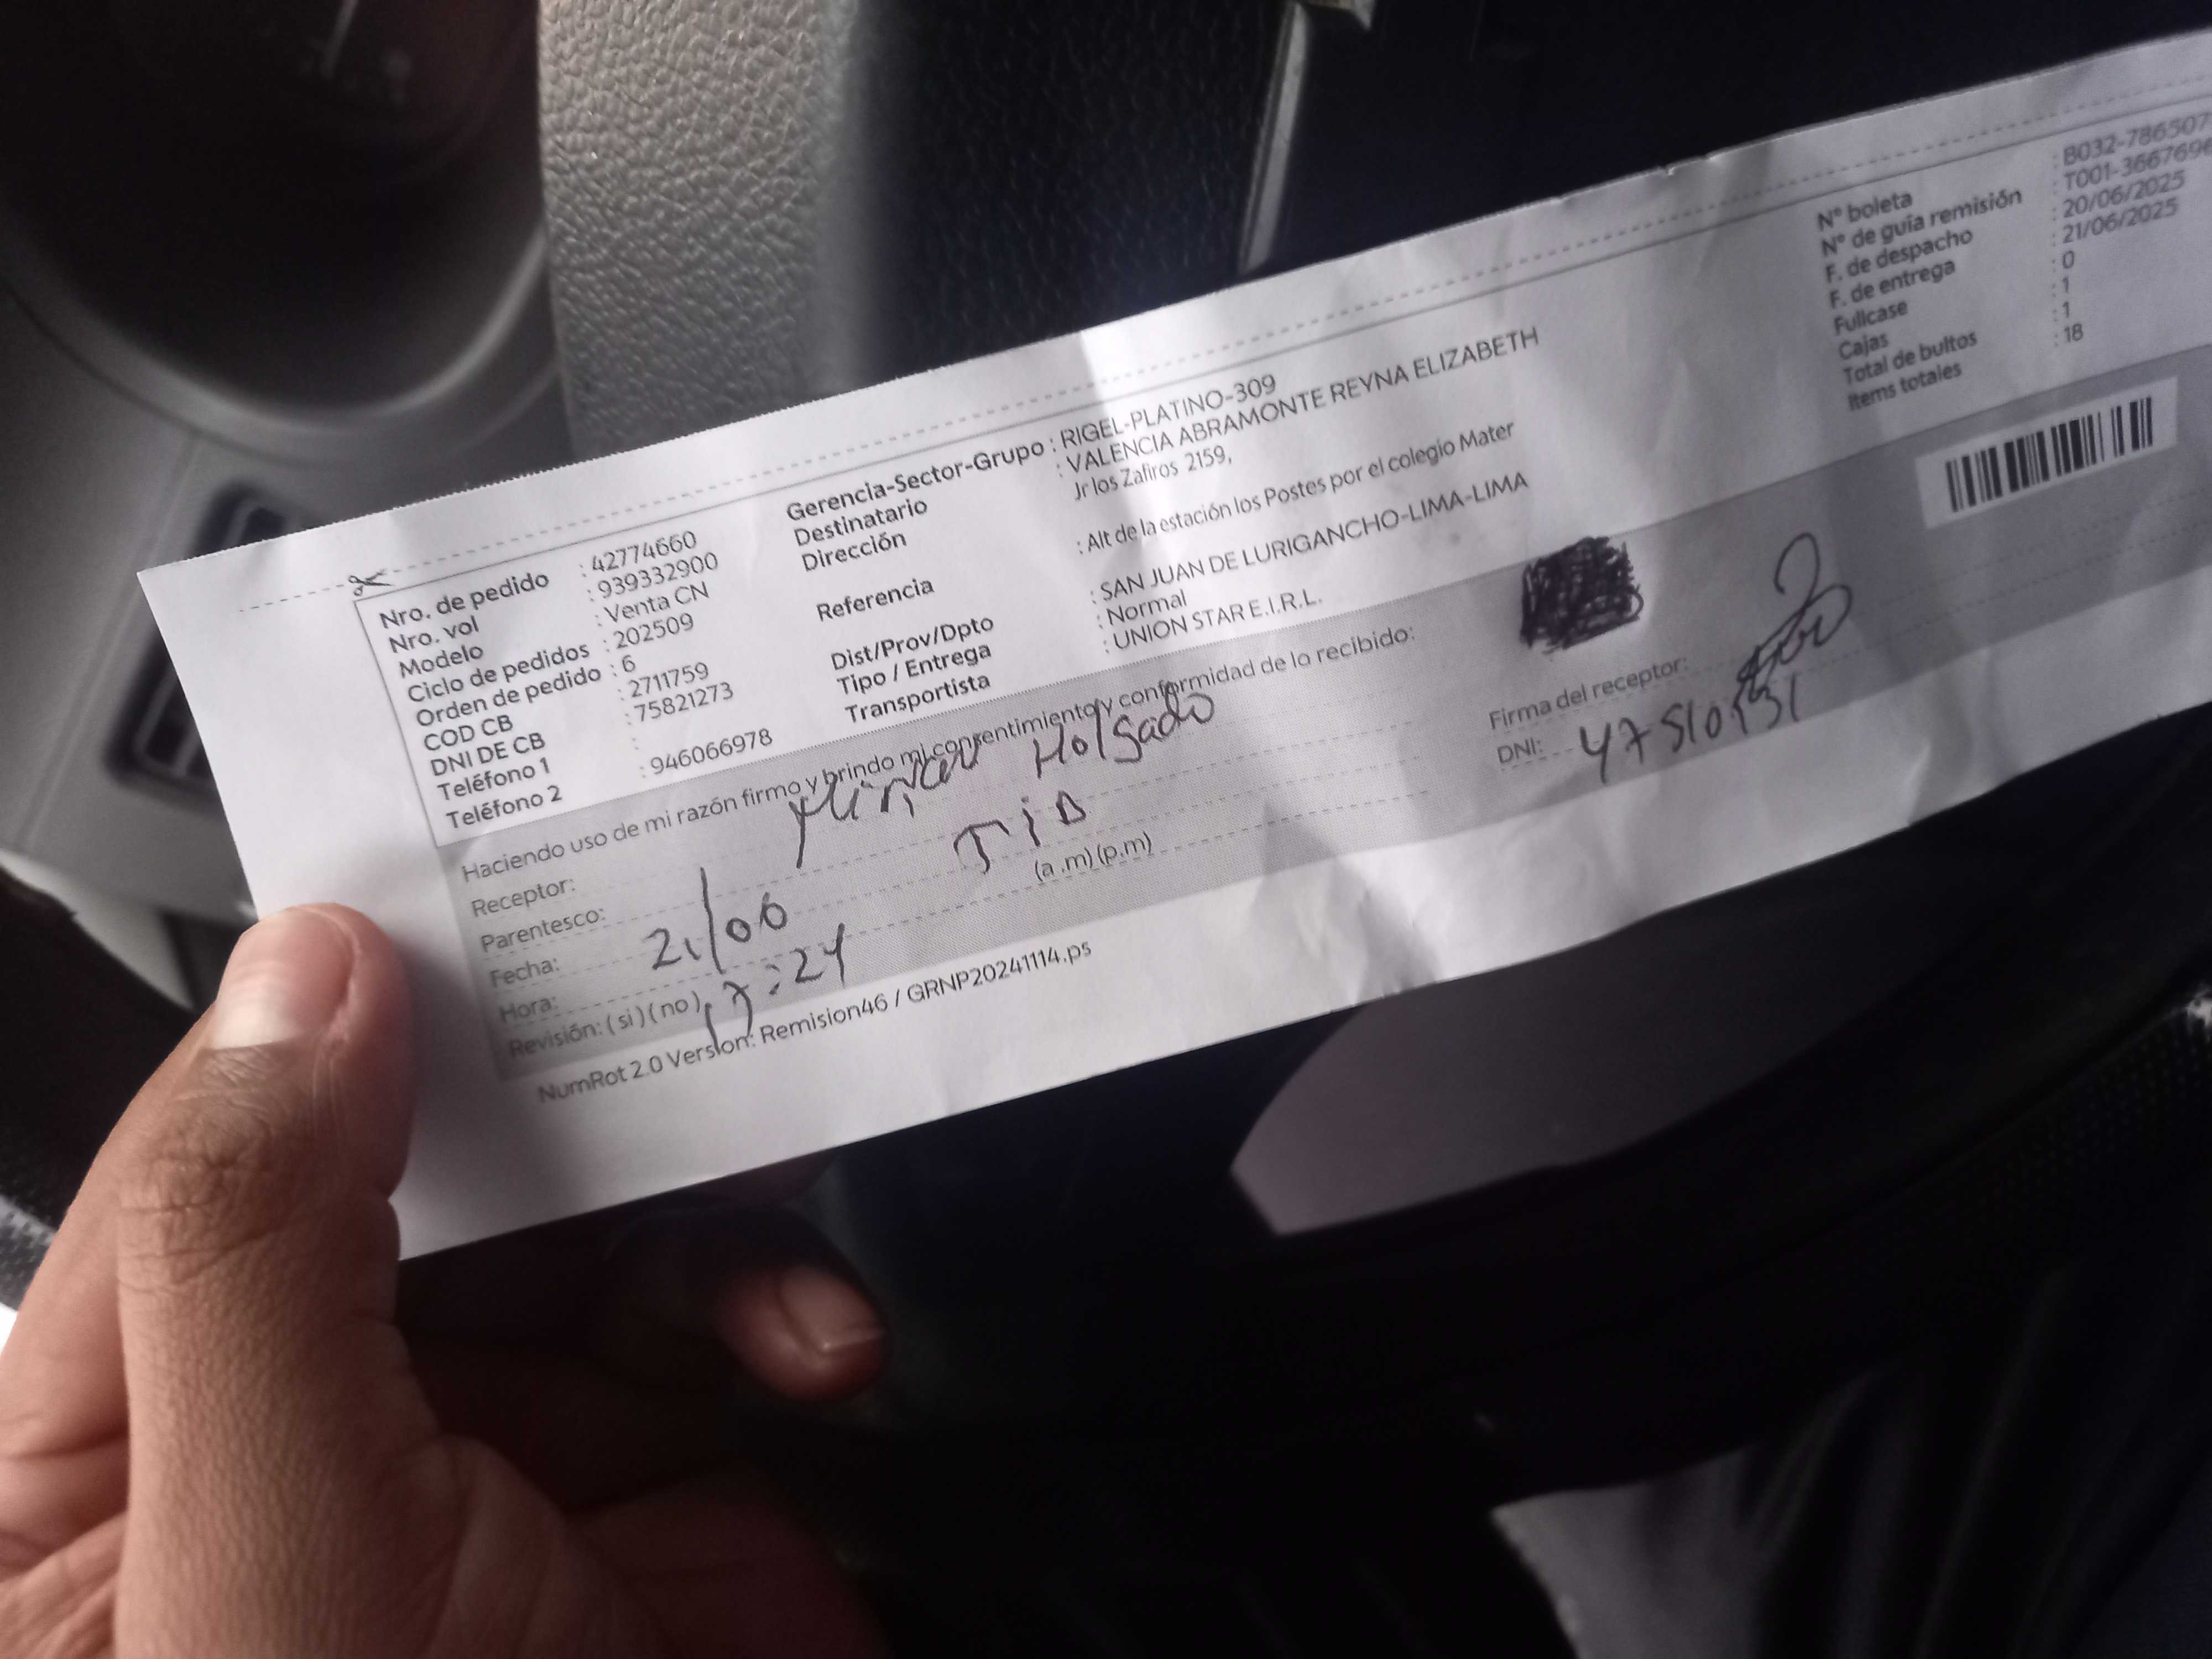 Nro. de pedido : 42774660
Nro. vol : 939332900
Modelo : Venta CN
Ciclo de pedidos : 202509
Orden de pedido : 6
COD CB : 2711759
DNI DE CB : 75821273
Teléfono 1 :
Teléfono 2 : 946066978
Gerencia-Sector-Grupo : RIGEL-PLATINO-309
Destinatario : VALENCIA ABRAMONTE REYNA ELIZABETH
Dirección Jr los Zafiros 2159,
Referencia : Alt de la estación los Postes por el colegio Mater
Dist/Prov/Dpto : SAN JUAN DE LURIGANCHO-LIMA-LIMA
Tipo / Entrega : Normal
Transportista : UNION STAR E.I.R.L.
N° boleta : B032-786507
N° de guía remisión : T001-3667696
F. de despacho : 20/06/2025
F. de entrega : 21/06/2025
Fullcase : 0
Cajas : 1
Total de bultos : 1
Items totales : 18
Haciendo uso de mi razón firmo y brindo mi consentimiento y conformidad de lo recibido:
Receptor: Holgado
Parentesco: TIA
Fecha: 21/06
Hora: 17:24 (a.m) (p.m)
Revisión: (si) (no)
Firma del receptor:
DNI:
NumRot 2.0 Version: Remision46 / GRNP20241114.ps